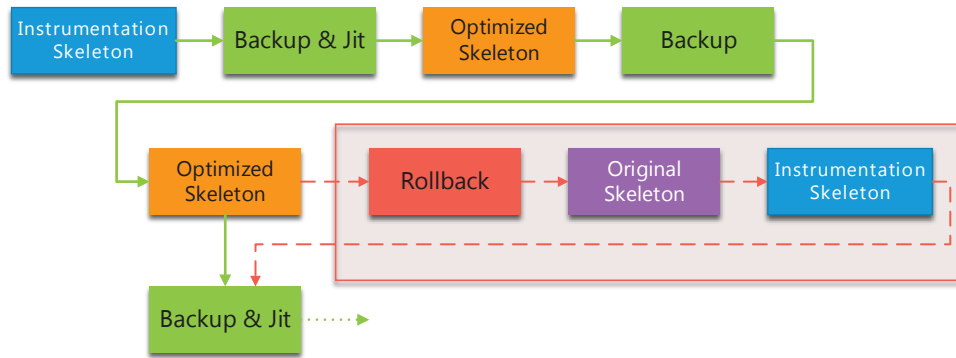 Instrumentation
Skeleton
Backup & Jit
Optimized
Skeleton
Backup
Optimized
Skeleton
Rollback
Original
Skeleton
Instrumentation
Skeleton
Backup & Jit